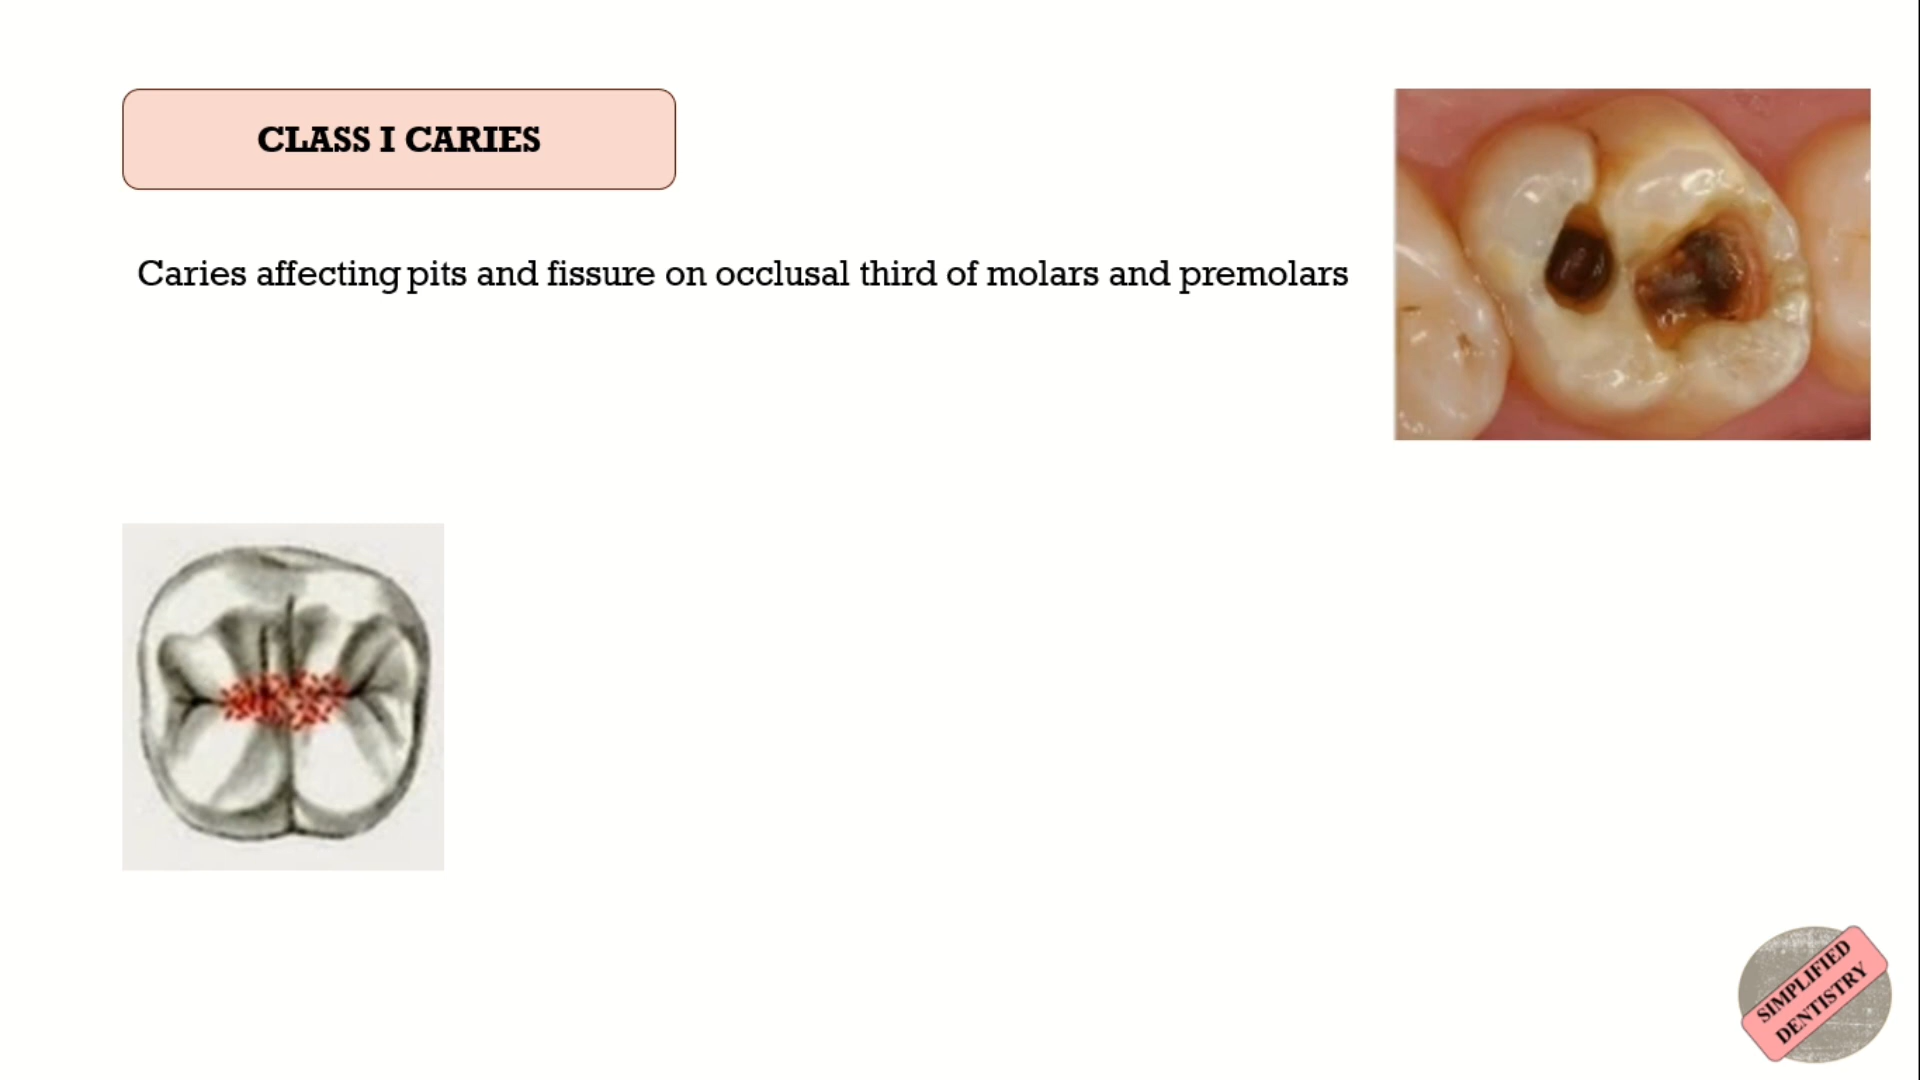 CLASS I CARIES
Caries affecting pits and fissure on occlusal third of molars and premolars
SIMPLIFIED
DENTISTRY